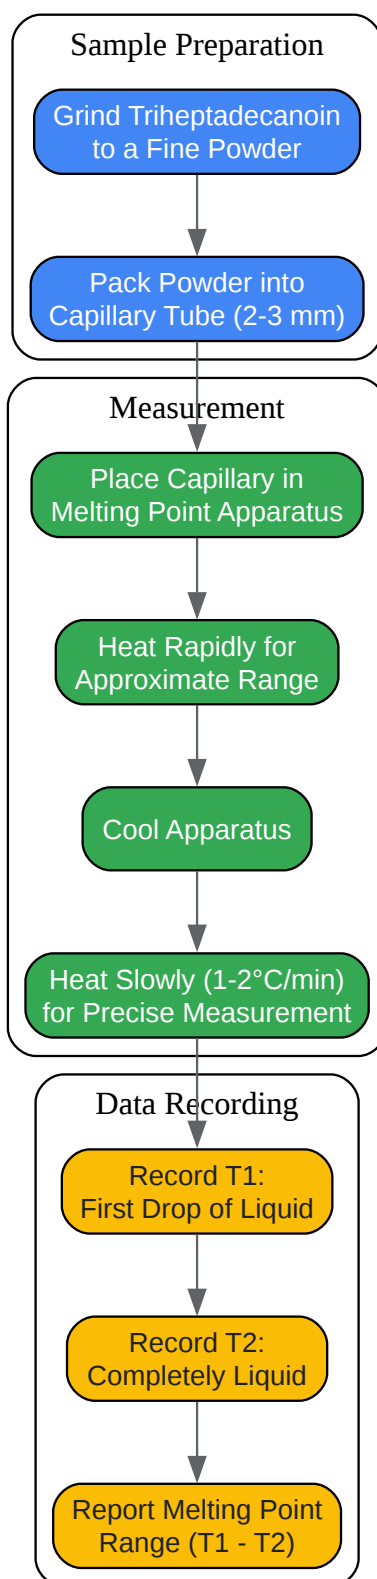 Sample Preparation
Grind Triheptadecanoin
to a Fine Powder
Pack Powder into
Capillary Tube (2-3 mm)
Measurement
Place Capillary in
Melting Point Apparatus
Heat Rapidly for
Approximate Range
Cool Apparatus
Heat Slowly (1-2°C/min)
for Precise Measurement
Data Recording
Record T1:
First Drop of Liquid
Record T2:
Completely Liquid
Report Melting Point
Range (T1 - T2)